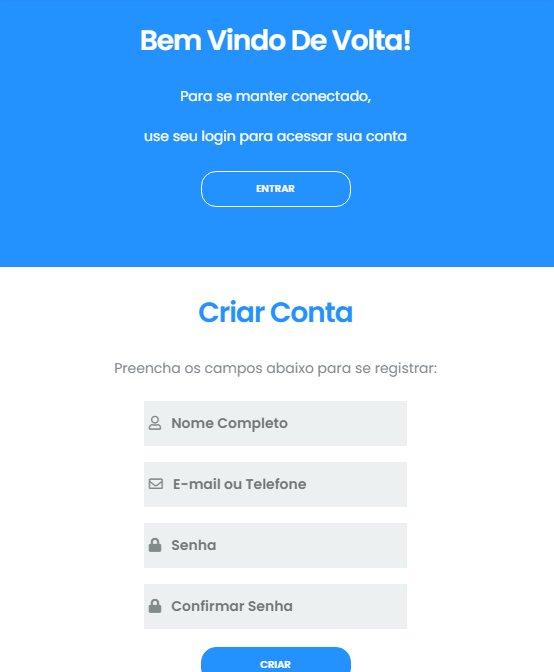 Bem Vindo De Volta!
Para se manter conectado,
use seu login para acessar sua conta
ENTRAR
Criar Conta
Preencha os campos abaixo para se registrar:
Nome Completo
E-mail ou Telefone
Senha
Confirmar Senha
CRIAR